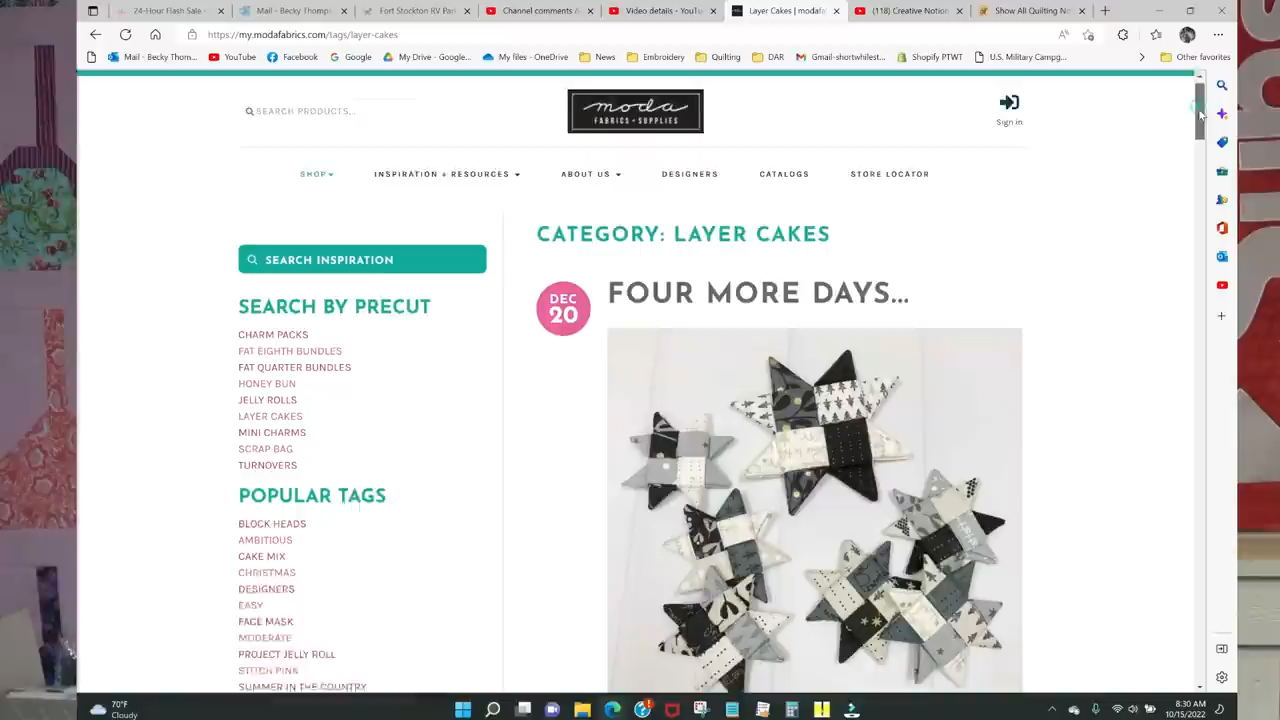 24-Hour Flash Sale
Mail - Becky Thomp
Fort Stockton RV Par
Channel comments &
Video details - YouTu
Layer Cakes | moda
(118) Creative Notion
Show All Quilting No
https://my.modafabrics.com/tags/layer-cakes
Mail - Becky Thom...
YouTube
Facebook
Google
My Drive - Google...
My files - OneDrive
News
Embroidery
Quilting
DAR
Gmail-shortwhilest...
Shopify PTWT
U.S. Military Campg...
Other favorites
SEARCH PRODUCTS...
moda
FABRICS + SUPPLIES
Sign in
SHOP
INSPIRATION + RESOURCES
ABOUT US
DESIGNERS
CATALOGS
STORE LOCATOR
SEARCH INSPIRATION
SEARCH BY PRECUT
CHARM PACKS
FAT EIGHTH BUNDLES
FAT QUARTER BUNDLES
HONEY BUN
JELLY ROLLS
LAYER CAKES
MINI CHARMS
SCRAP BAG
TURNOVERS
POPULAR TAGS
BLOCK HEADS
AMBITIOUS
CAKE MIX
CHRISTMAS
DESIGNERS
EASY
FACE MASK
MODERATE
PROJECT JELLY ROLL
STITCH PINK
SUMMER IN THE COUNTRY
CATEGORY: LAYER CAKES
DEC
20
FOUR MORE DAYS...
70°F
Cloudy
8:30 AM
10/15/2022